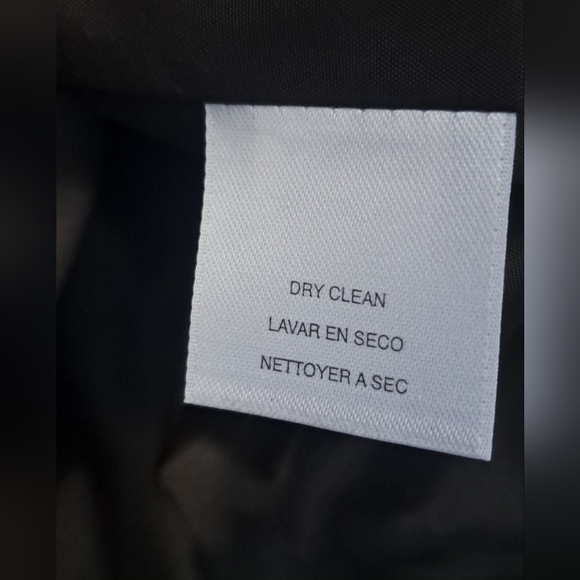 DRY CLEAN
LAVAR EN SECO
NETTOYER A SEC